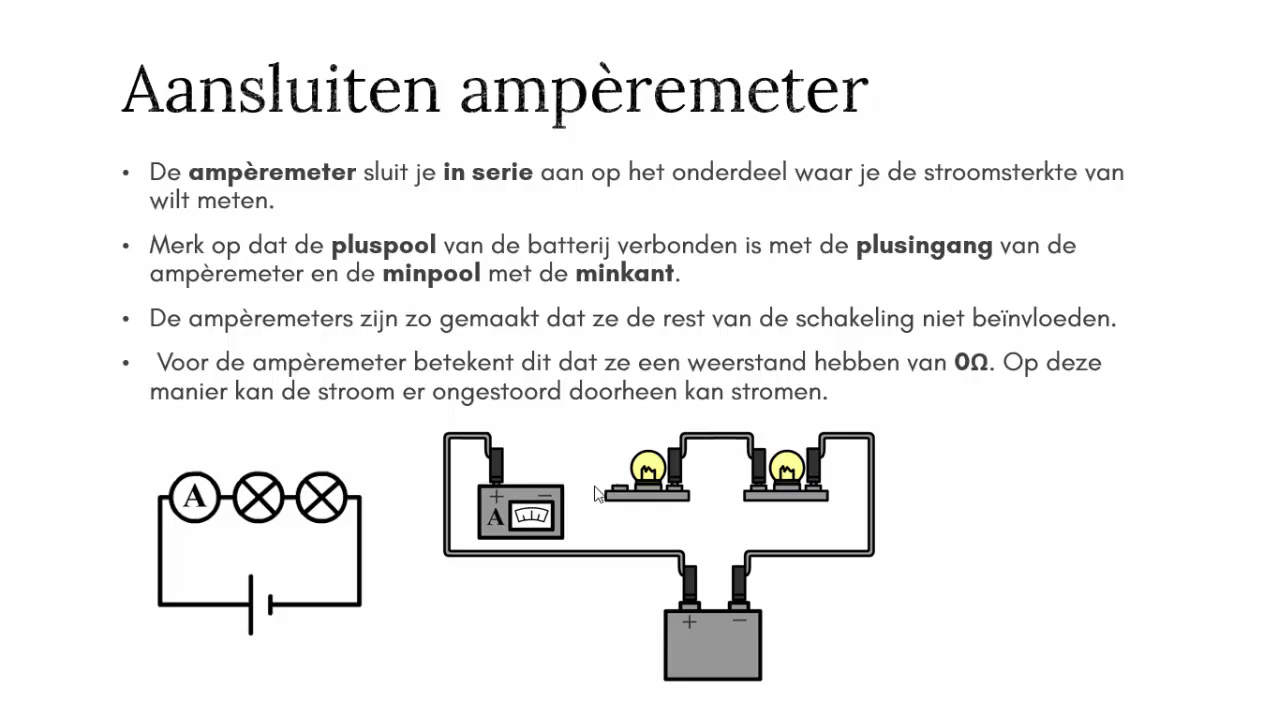 Aansluiten ampèremeter
• De ampèremeter sluit je in serie aan op het onderdeel waar je de stroomsterkte van
wilt meten.
• Merk op dat de pluspool van de batterij verbonden is met de plusingang van de
ampèremeter en de minpool met de minkant.
• De ampèremeters zijn zo gemaakt dat ze de rest van de schakeling niet beïnvloeden.
• Voor de ampèremeter betekent dit dat ze een weerstand hebben van 0Ω. Op deze
manier kan de stroom er ongestoord doorheen kan stromen.
A
+ −
A
+ −